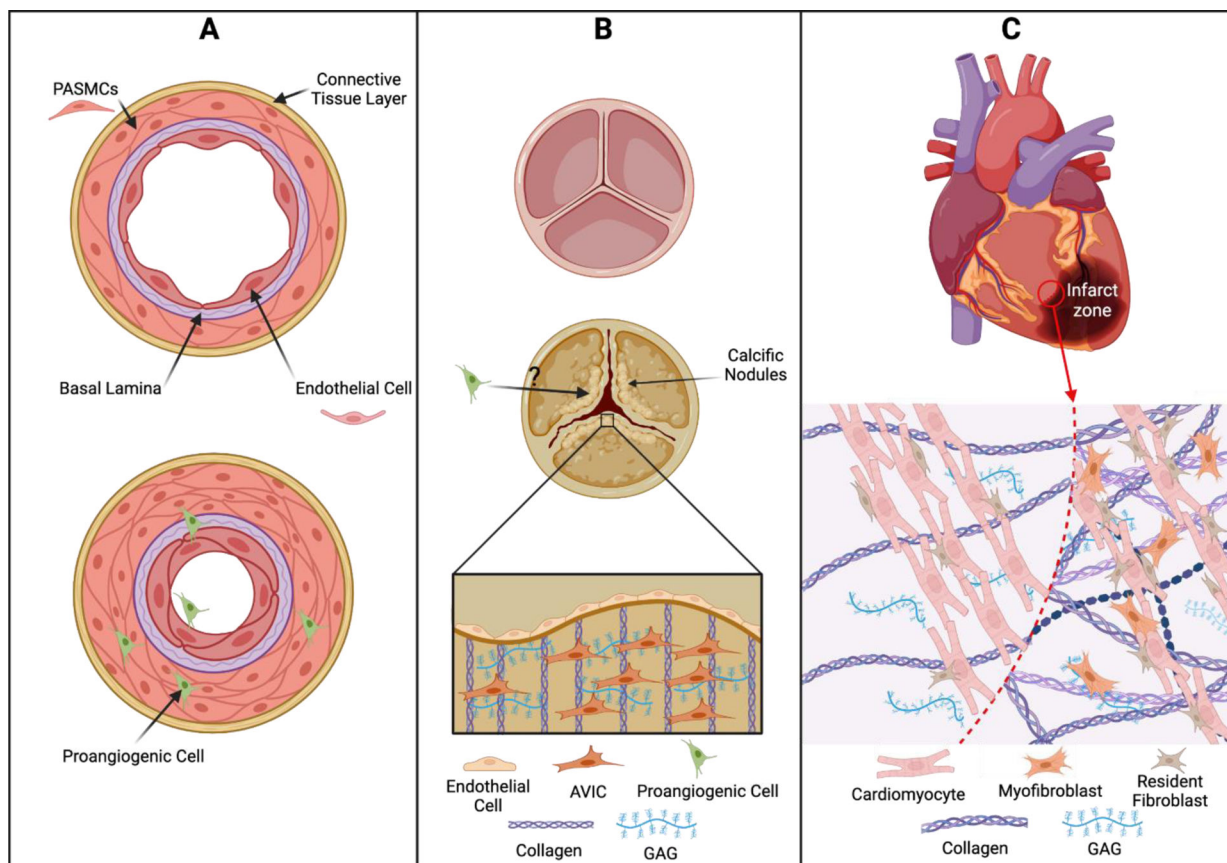 A
PASMCs
Connective
Tissue Layer
Basal Lamina
Endothelial Cell
Proangiogenic Cell
B
?
Calcific
Nodules
Endothelial
Cell
AVIC
Proangiogenic Cell
Collagen
GAG
C
Infarct
zone
Cardiomyocyte
Myofibroblast
Resident
Fibroblast
Collagen
GAG